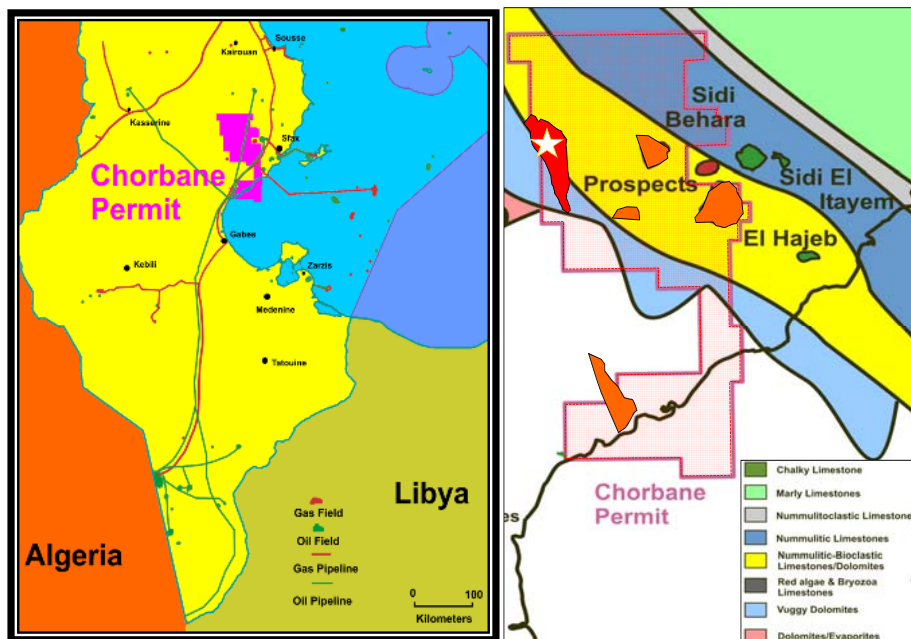 Sousse
Kairouan
Kasserine
Sfax
Chorbane
Permit
Gabes
Kebili
Zarzis
Medenine
Tatouine
Libya
Algeria
Gas Field
Oil Field
Gas Pipeline
Oil Pipeline
0 100
Kilometers
Sidi
Behara
Prospects
Sidi El
Itayem
El Hajeb
Chorbane
Permit
es
Chalky Limestone
Marly Limestones
Nummulitoclastic Limestone
Nummulitic Limestones
Nummulitic-Bioclastic
Limestones/Dolomites
Red algae & Bryozoa
Limestones
Vuggy Dolomites
Dolomites/Evaporites